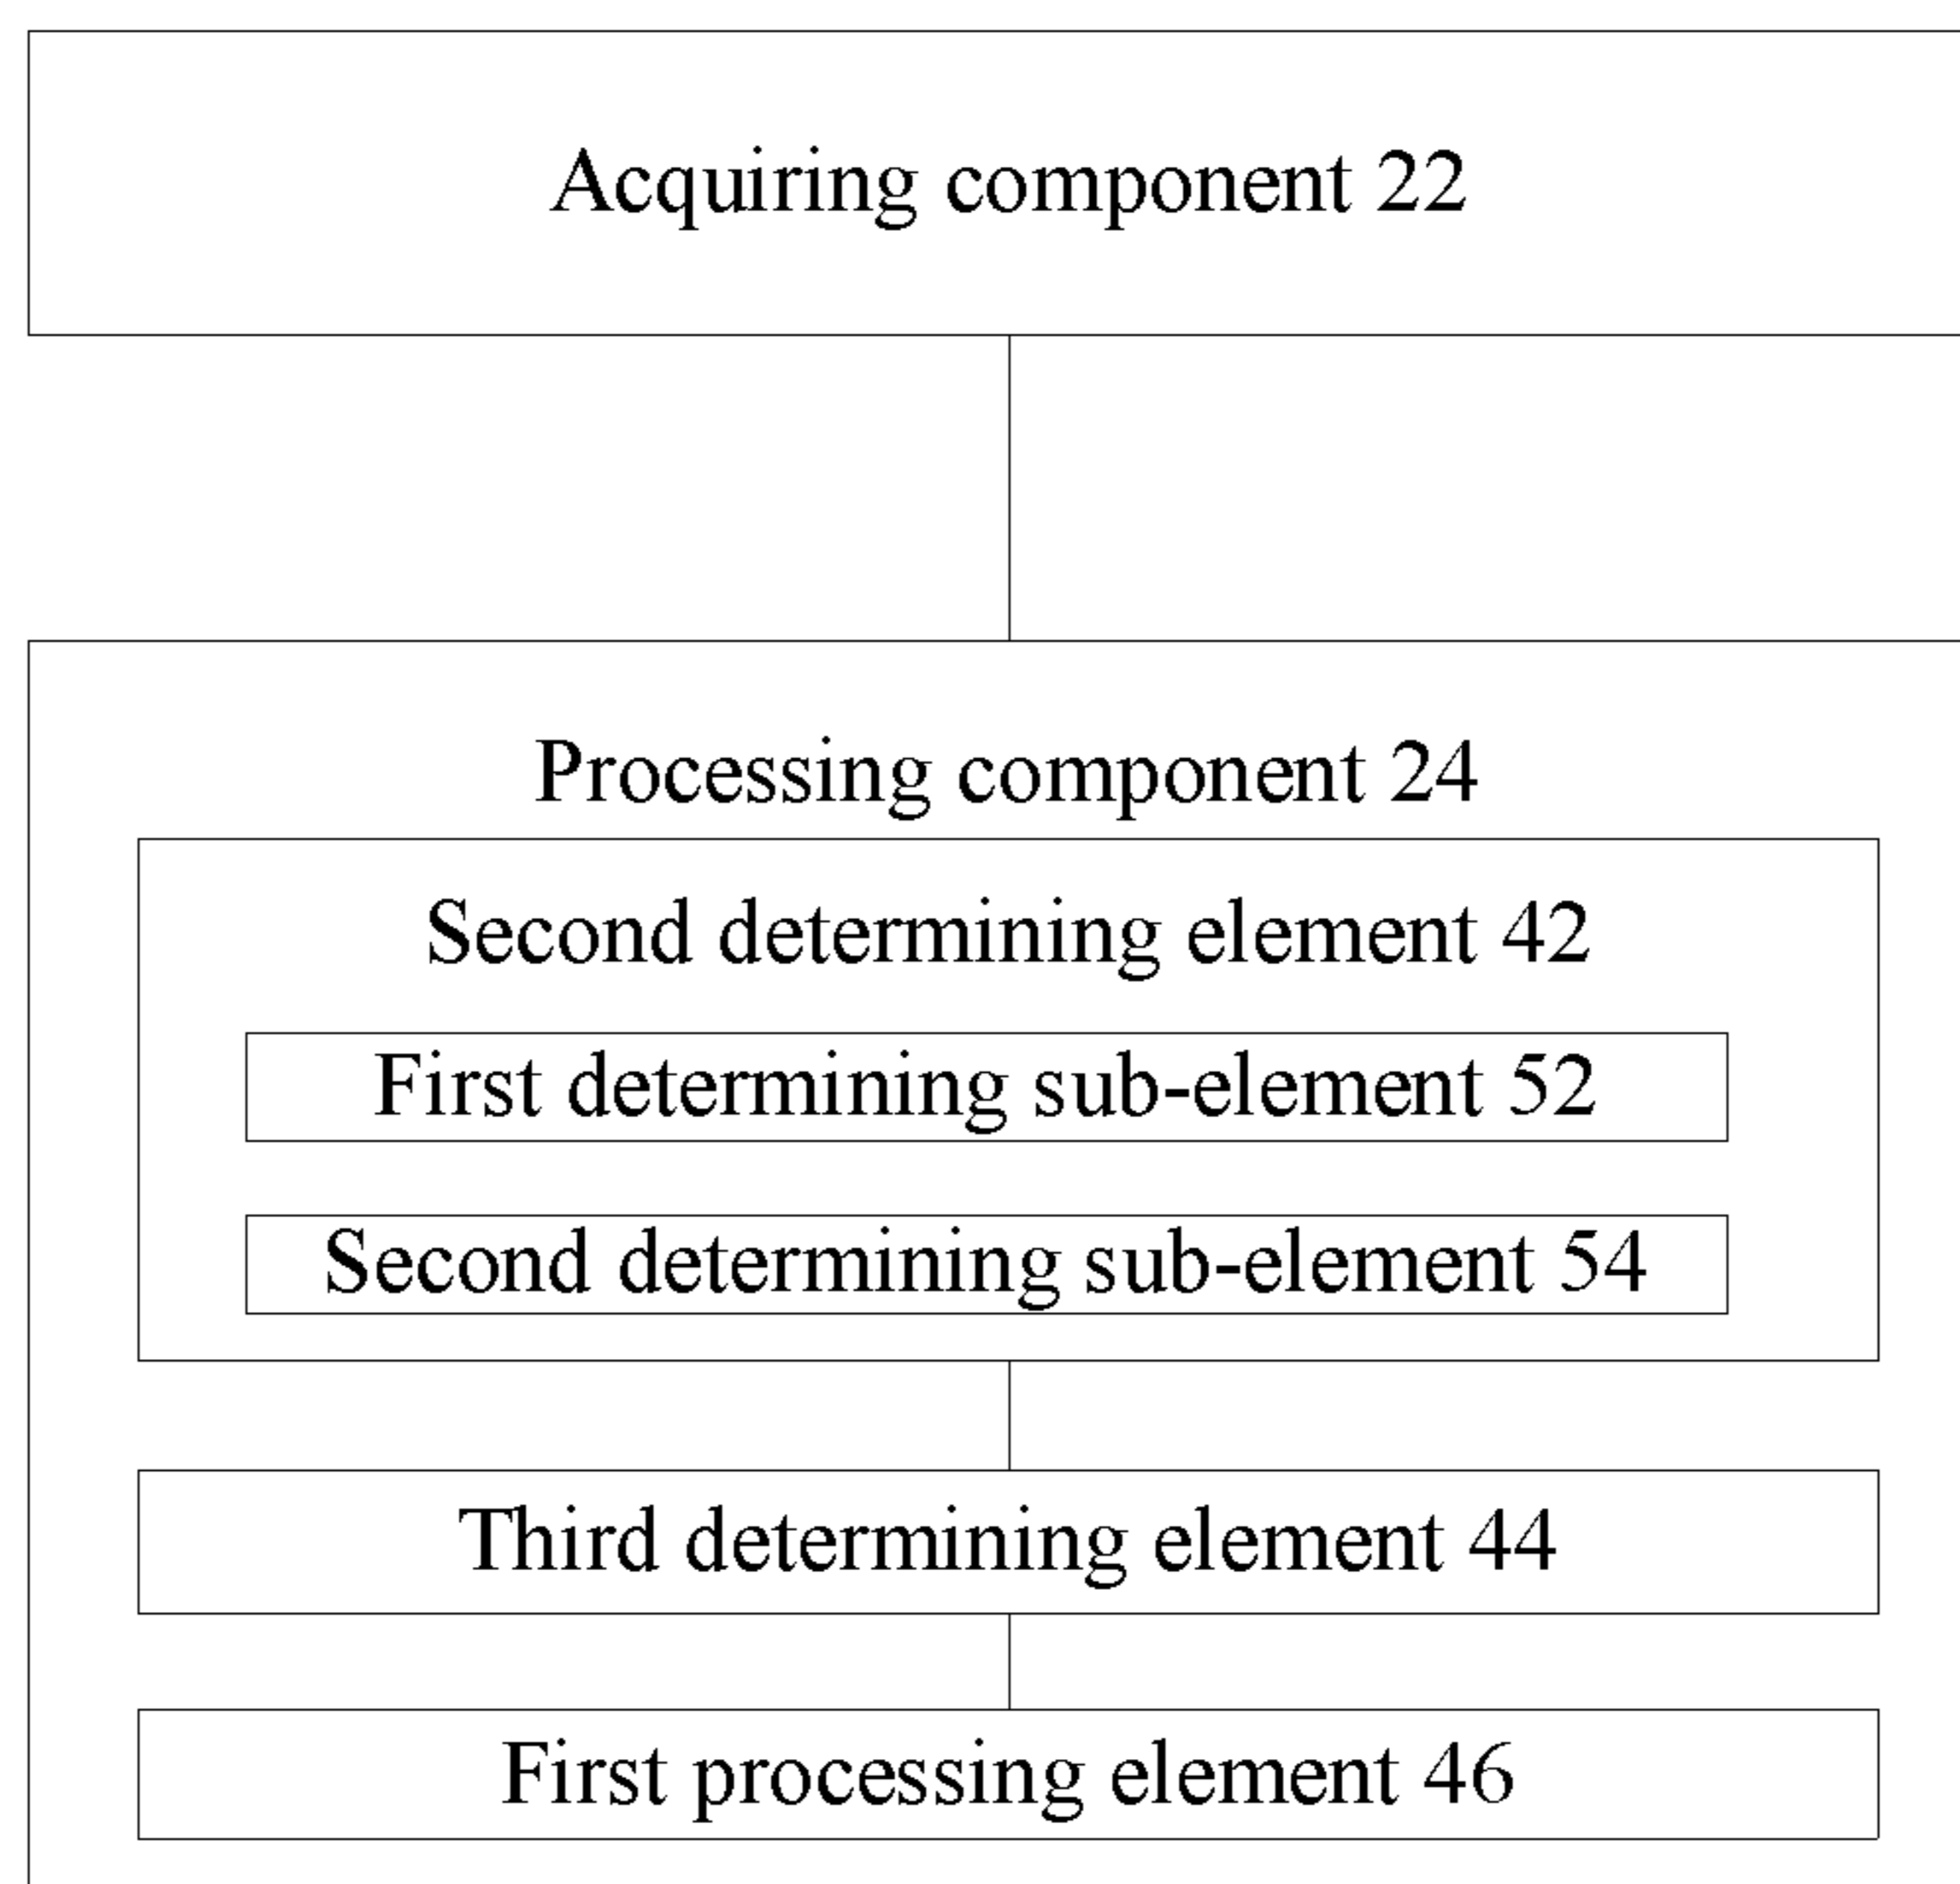 Acquiring component 22
Processing component 24
Second determining element 42
First determining sub-element 52
Second determining sub-element 54
Third determining element 44
First processing element 46